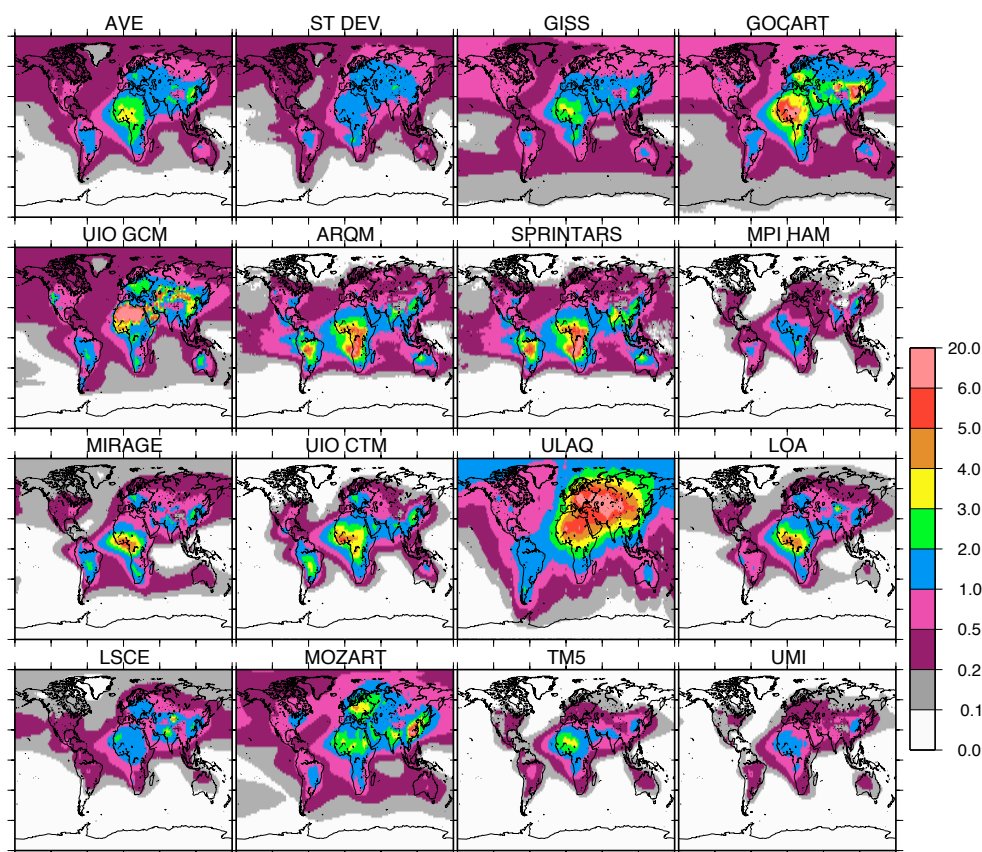 AVE ST DEV GISS GOCART
UIO GCM ARQM SPRINTARS MPI HAM
MIRAGE UIO CTM ULAQ LOA
LSCE MOZART TM5 UMI
20.0
6.0
5.0
4.0
3.0
2.0
1.0
0.5
0.2
0.1
0.0